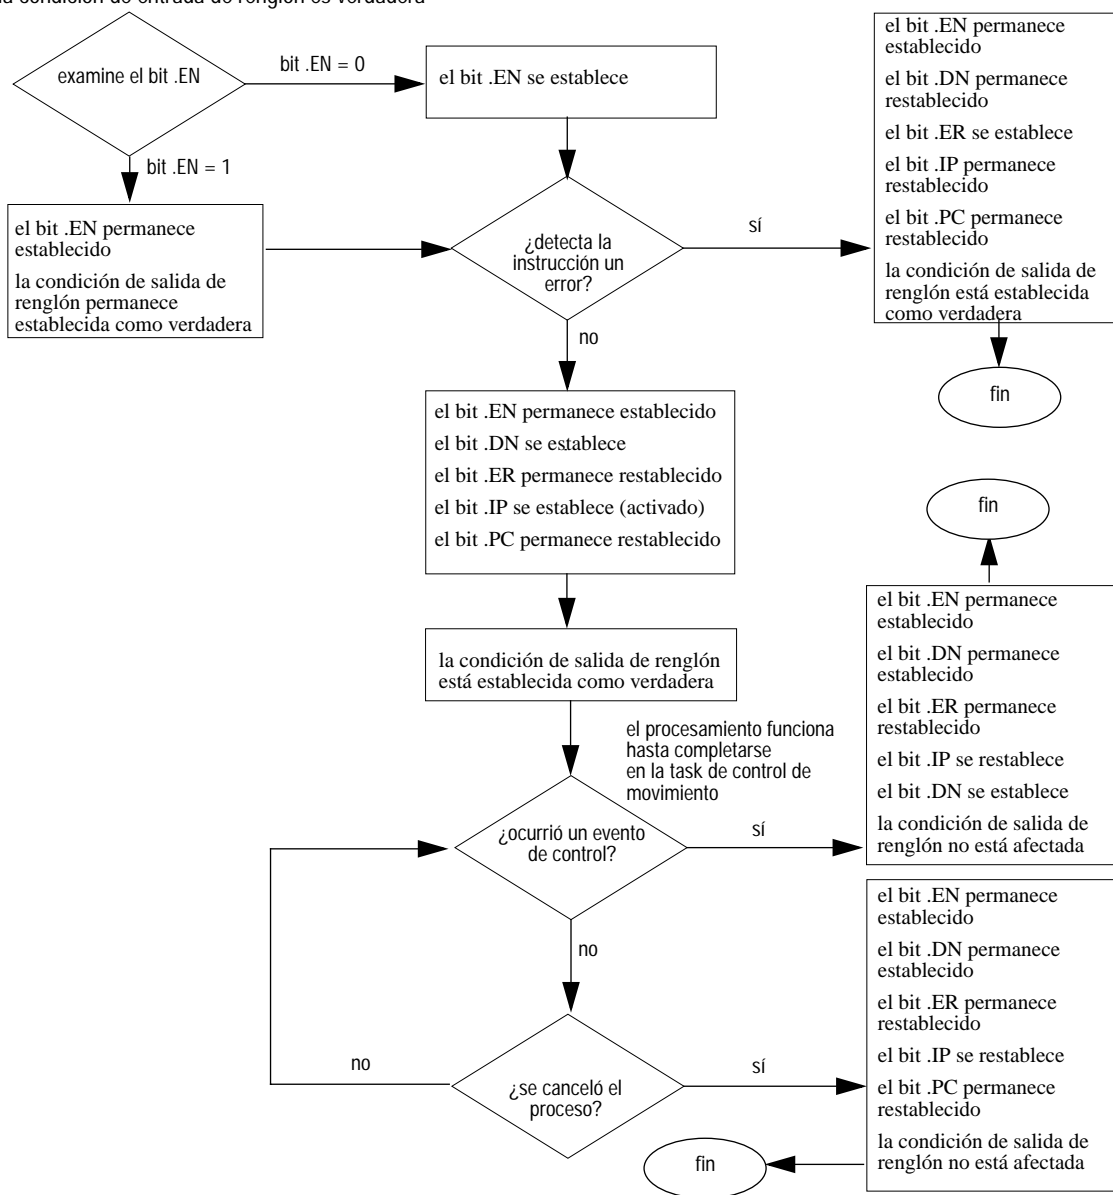 la condición de entrada de renglón es verdadera
examine el bit .EN
bit .EN = 0
el bit .EN se establece
bit .EN = 1
el bit .EN permanece
establecido
la condición de salida de
renglón permanece
establecida como verdadera
¿detecta la
instrucción un
error?
sí
el bit .EN permanece
establecido
el bit .DN permanece
restablecido
el bit .ER se establece
el bit .IP permanece
restablecido
el bit .PC permanece
restablecido
la condición de salida de
renglón está establecida
como verdadera
fin
no
el bit .EN permanece establecido
el bit .DN se establece
el bit .ER permanece restablecido
el bit .IP se establece (activado)
el bit .PC permanece restablecido
la condición de salida de renglón
está establecida como verdadera
el procesamiento funciona
hasta completarse
en la task de control de
movimiento
¿ocurrió un evento
de control?
sí
fin
el bit .EN permanece
establecido
el bit .DN permanece
establecido
el bit .ER permanece
restablecido
el bit .IP se restablece
el bit .DN se establece
la condición de salida de
renglón no está afectada
no
¿se canceló el
proceso?
no
sí
el bit .EN permanece
establecido
el bit .DN permanece
establecido
el bit .ER permanece
restablecido
el bit .IP se restablece
el bit .PC permanece
restablecido
la condición de salida de
renglón no está afectada
fin